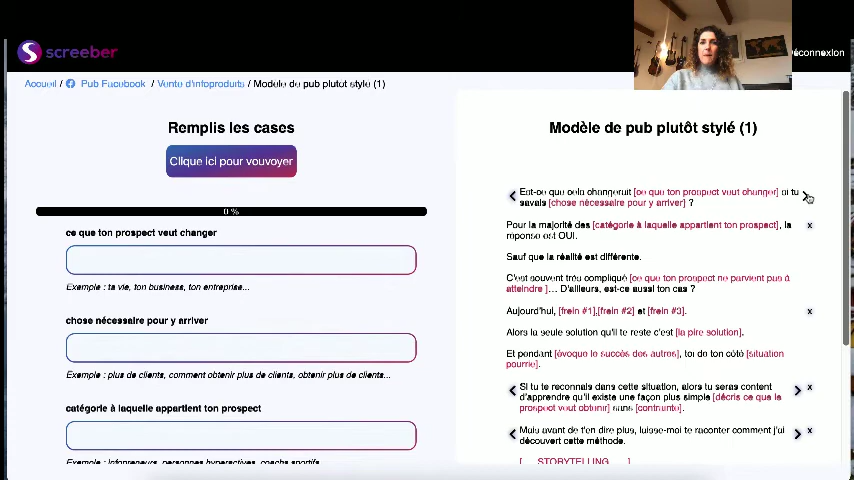 screeber
Déconnexion
Accueil / Pub Facebook / Vente d'infoproduits / Modèle de pub plutot stylé (1)
Remplis les cases
Clique ici pour vouvoyer
0 %
ce que ton prospect veut changer
Exemple : ta vie, ton business, ton entreprise...
chose nécessaire pour y arriver
Exemple : plus de clients, comment obtenir plus de clients, obtenir plus de clients...
catégorie à laquelle appartient ton prospect
Exemple : Infopreneurs, personnes hyperactives, coachs sportifs
Modèle de pub plutôt stylé (1)
Est-ce que cela changerait [ce que ton prospect veut changer] si tu
savais [chose nécessaire pour y arriver] ?
Pour la majorité des [catégorie à laquelle appartient ton prospect], la x
réponse est OUI.
Sauf que la réalité est différente.
C'est souvent très compliqué [ce que ton prospect ne parvient pas à
atteindre ]... D'ailleurs, est-ce aussi ton cas ?
Aujourd'hui, [frein #1],[frein #2] et [frein #3]. x
Alors la seule solution qu'il te reste c'est [la pire solution].
Et pendant [évoque le succès des autres], toi de ton côté [situation
pourrie].
Si tu te reconnais dans cette situation, alors tu seras content x
d'apprendre qu'il existe une façon plus simple [décris ce que le
prospect veut obtenir] sans [contrainte].
Mais avant de t'en dire plus, laisse-moi te raconter comment j'ai x
découvert cette méthode.
[.... STORYTELLING ....]